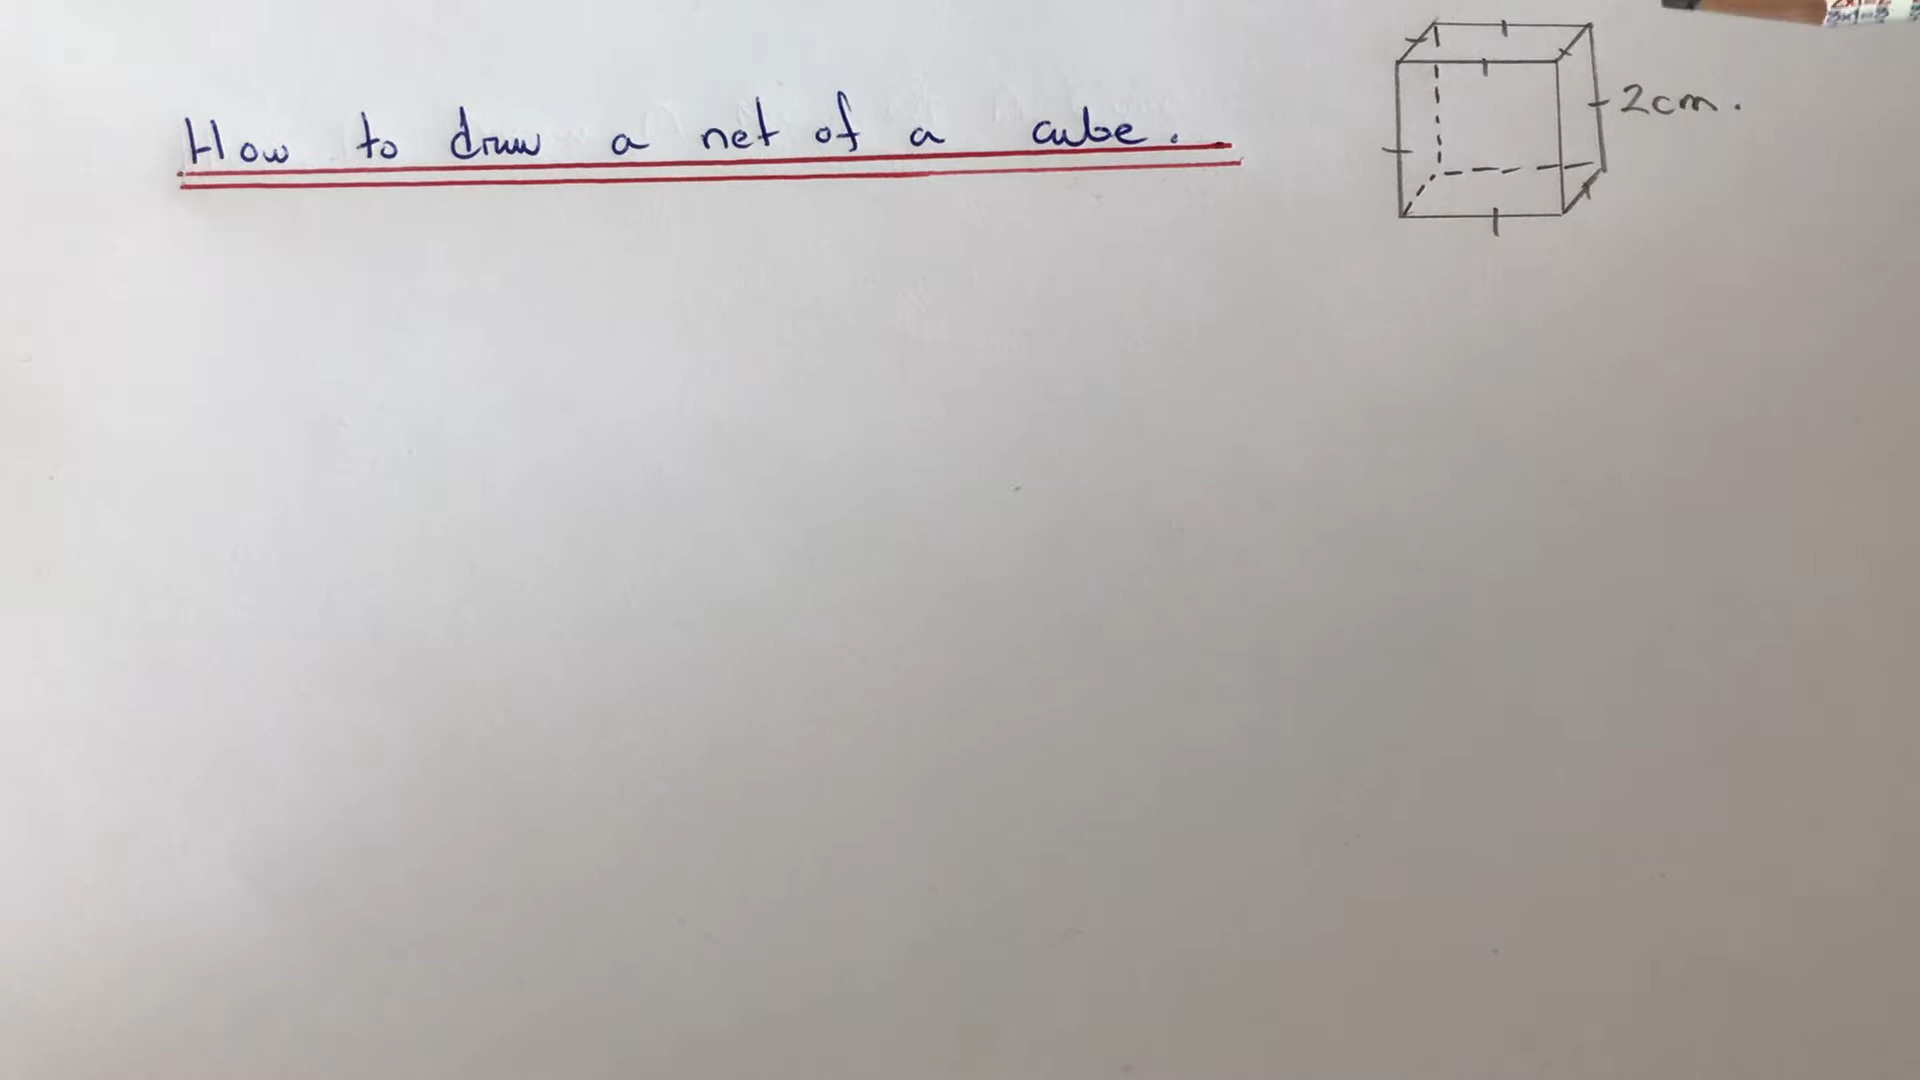 How to draw a net of a cube.
2cm.